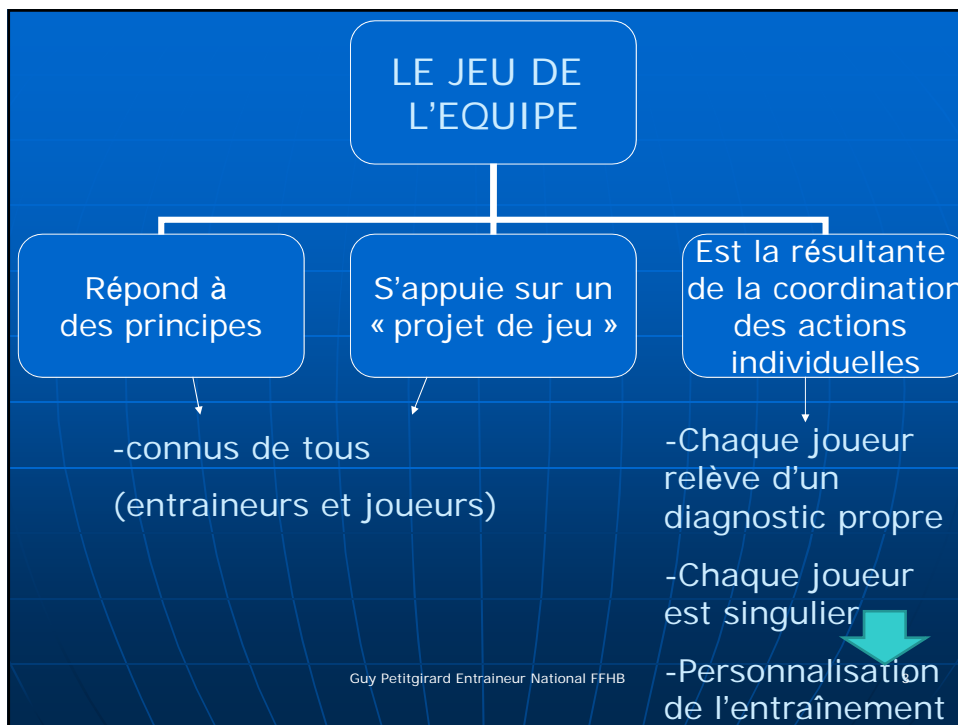 LE JEU DE
L’EQUIPE
Répond à
des principes
S’appuie sur un
« projet de jeu »
Est la résultante
de la coordination
des actions
individuelles
-connus de tous
(entraineurs et joueurs)
-Chaque joueur
relève d’un
diagnostic propre
-Chaque joueur
est singulier
-Personnalisation
de l’entraînement
Guy Petitgirard Entraineur National FFHB
3